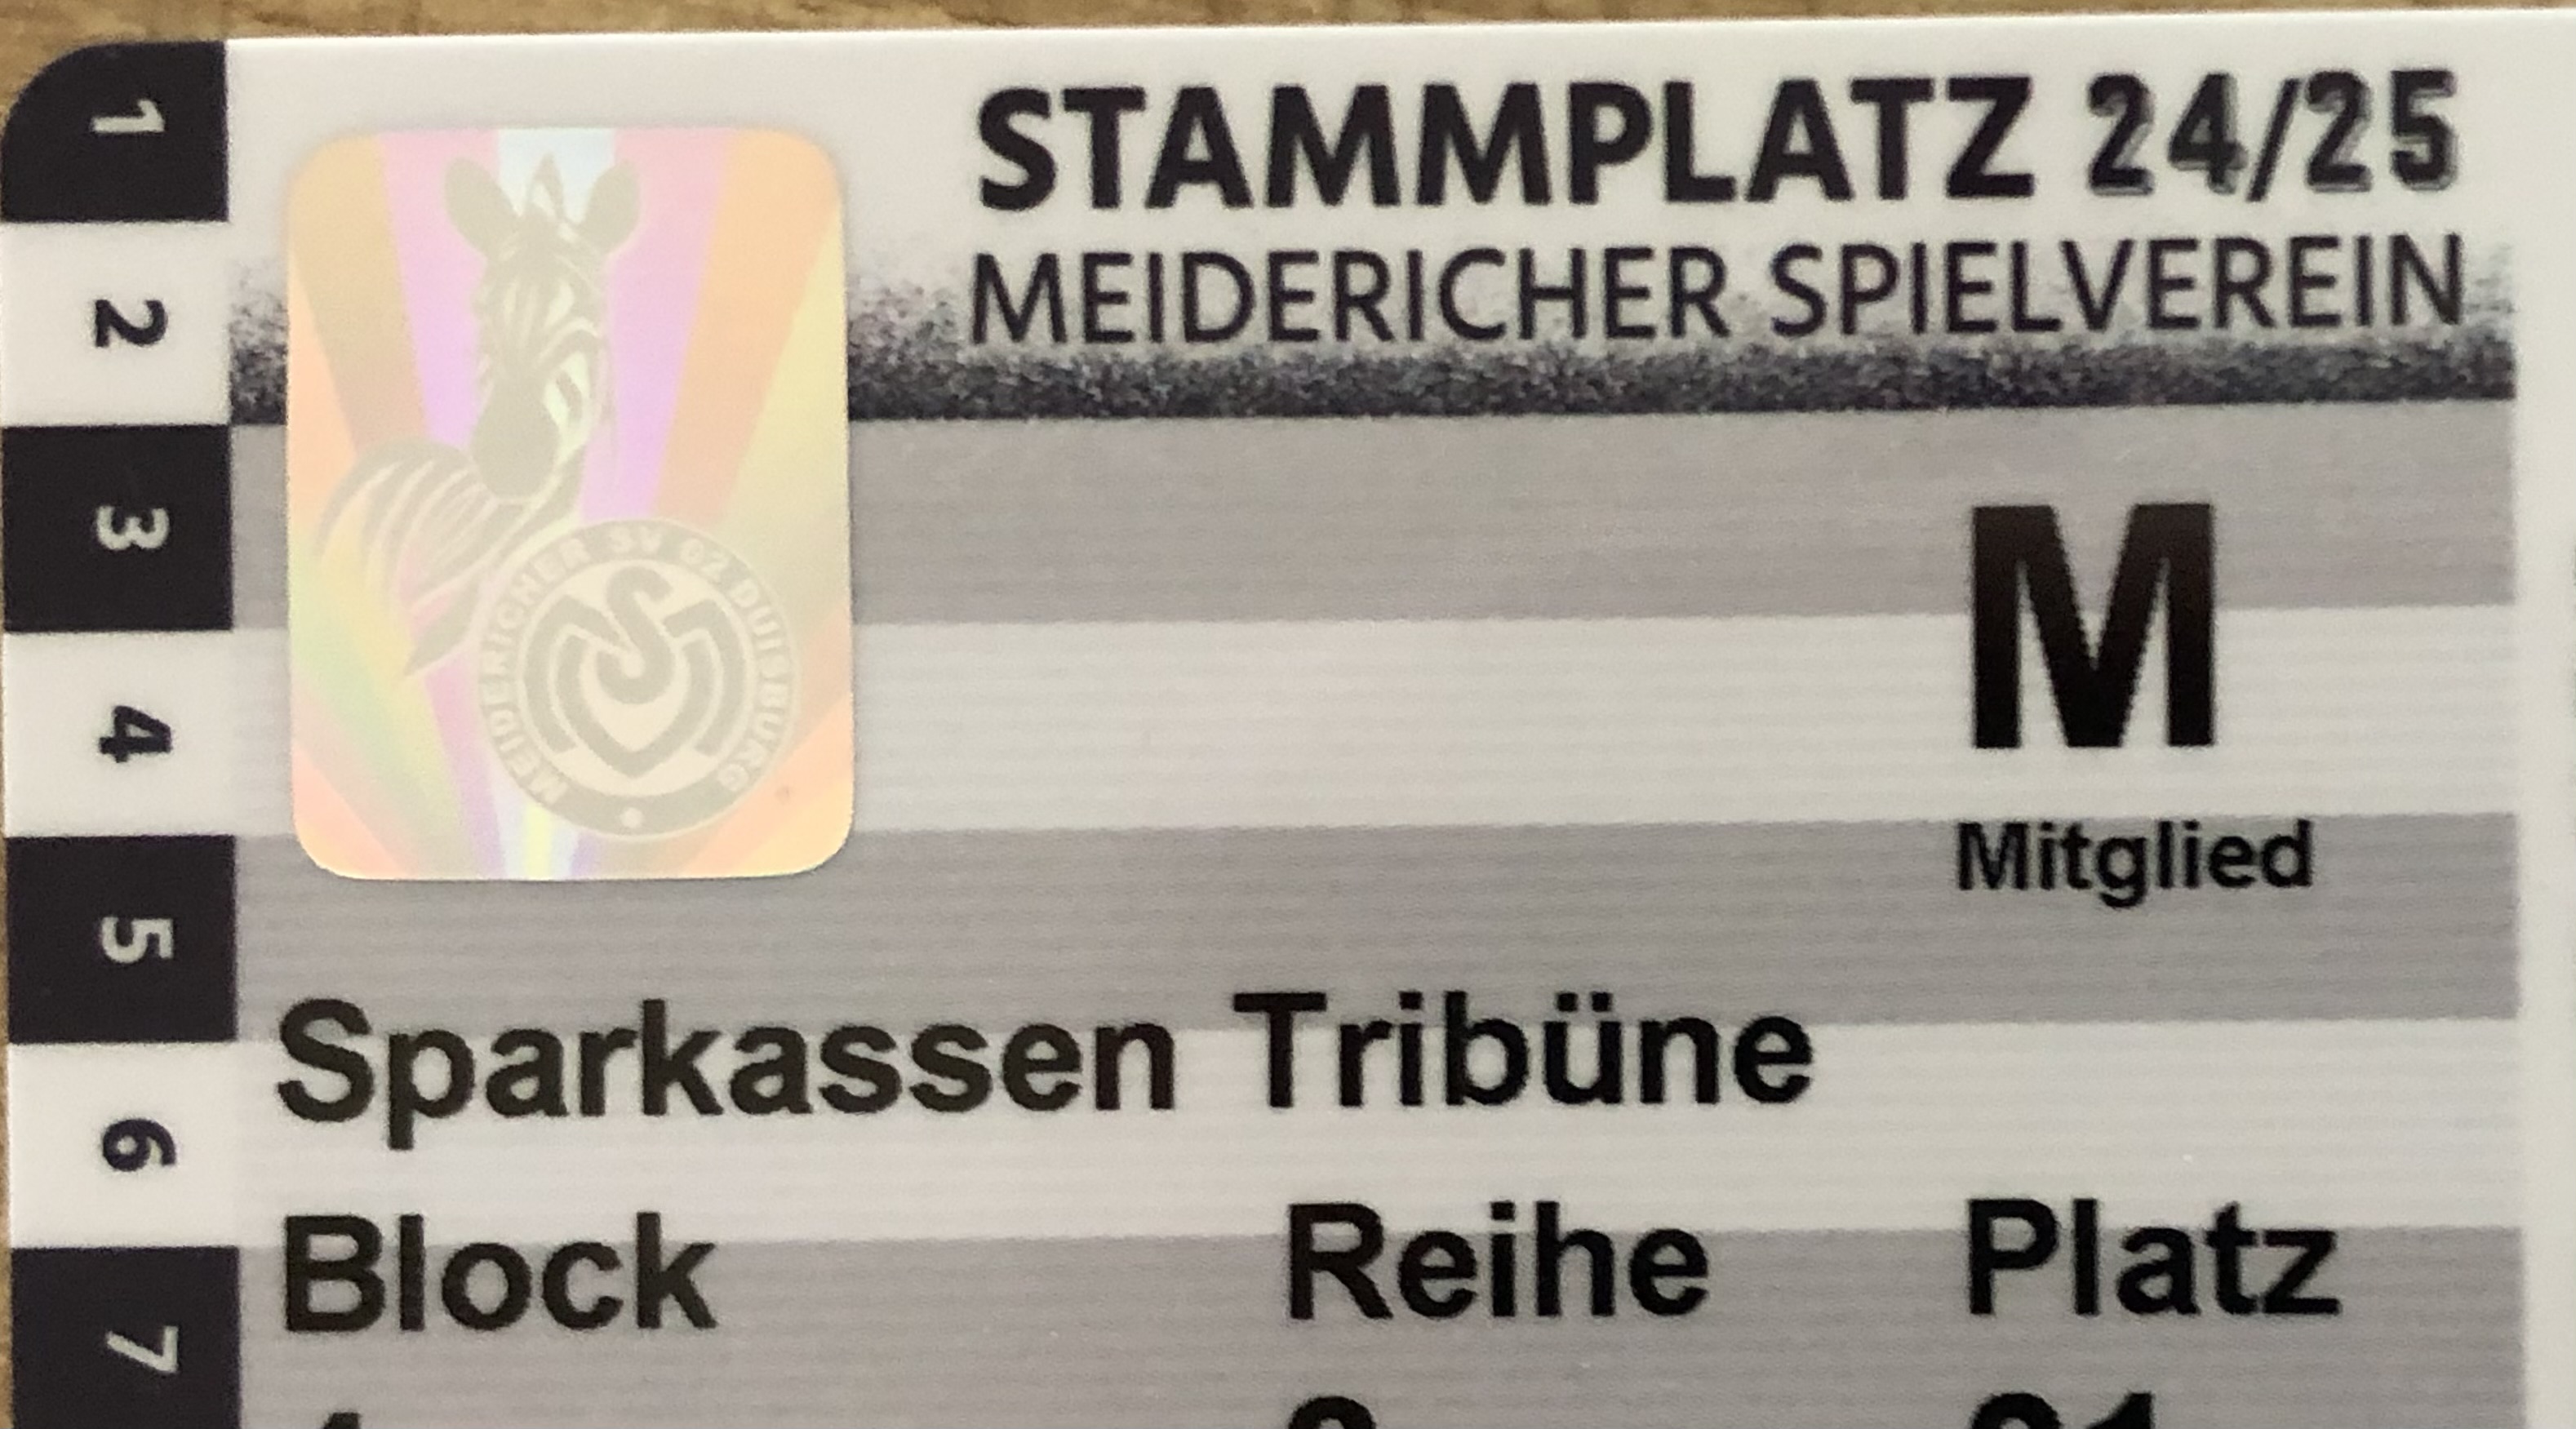 STAMMPLATZ 24/25
MEIDERICHER SPIELVEREIN
1
2
3
4
5
6
7
MEIDERICHER SV 02 DUISBURG
MSV
M
Mitglied
Sparkassen Tribüne
Block Reihe Platz